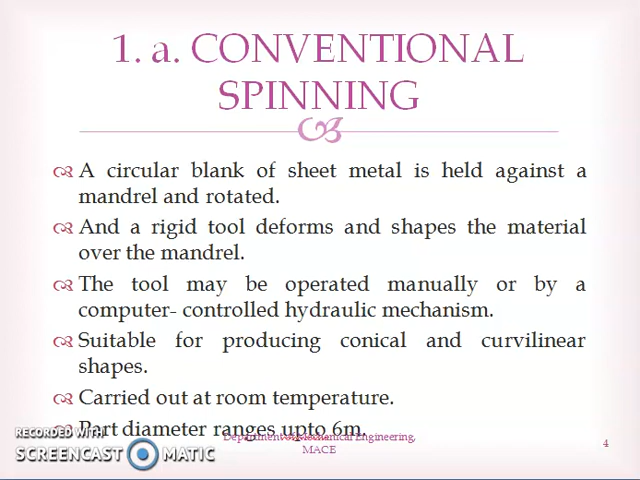 1. a. CONVENTIONAL
SPINNING
A circular blank of sheet metal is held against a
mandrel and rotated.
And a rigid tool deforms and shapes the material
over the mandrel.
The tool may be operated manually or by a
computer- controlled hydraulic mechanism.
Suitable for producing conical and curvilinear
shapes.
Carried out at room temperature.
Part diameter ranges upto 6m.
Department of Mechanical Engineering,
MACE
4
RECORDED WITH
SCREENCAST MATIC